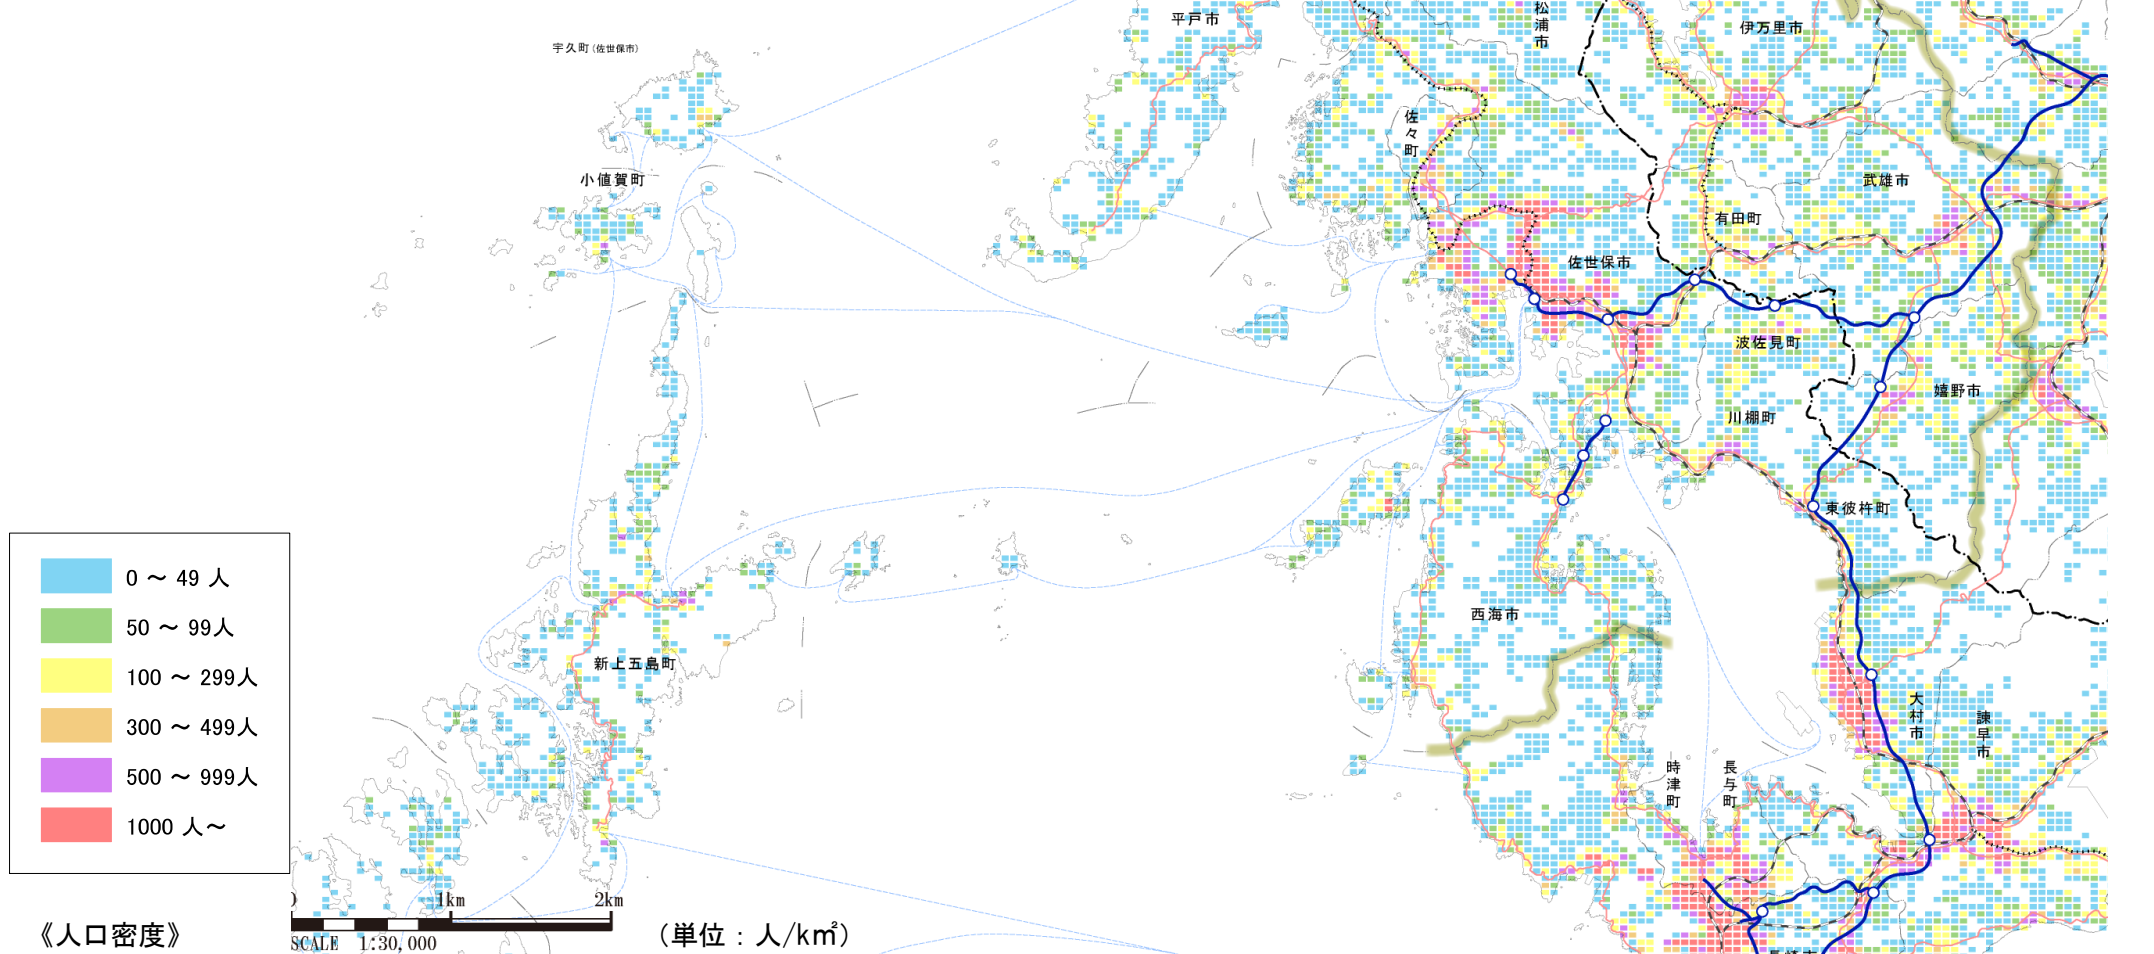 宇久町(佐世保市)
平戸市
松浦市
伊万里市
佐々町
小値賀町
武雄市
有田町
佐世保市
波佐見町
嬉野市
川棚町
東彼杵町
西海市
新上五島町
大村市
諫早市
時津町
長与町
長崎市
0 ～ 49 人
50 ～ 99人
100 ～ 299人
300 ～ 499人
500 ～ 999人
1000 人～
《人口密度》
0 1km 2km
SCALE 1:30,000
（単位：人/k㎡）